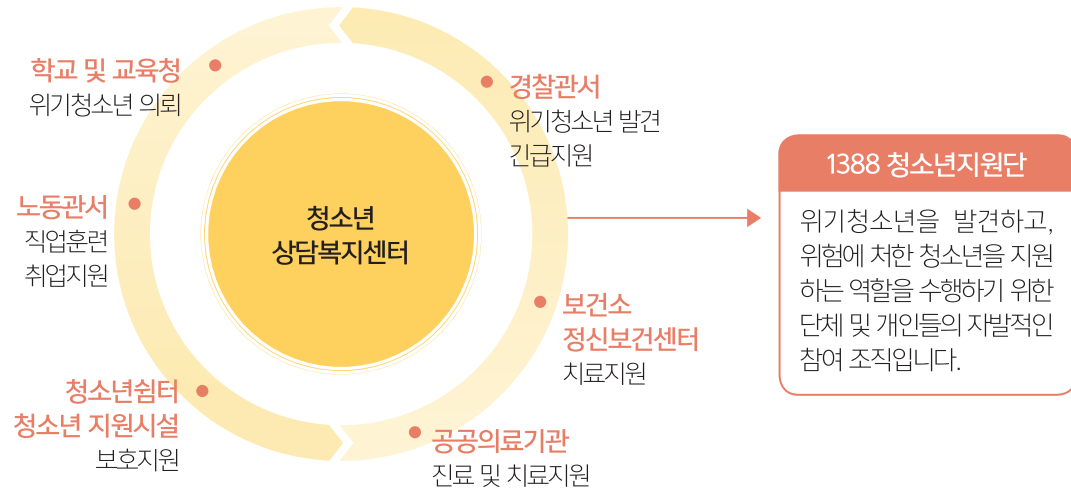 학교 및 교육청
위기청소년 의뢰
경찰관서
위기청소년 발견
긴급지원
노동관서
직업훈련
취업지원
청소년
상담복지센터
보건소
정신보건센터
치료지원
청소년쉼터
청소년 지원시설
보호지원
공공의료기관
진료 및 치료지원
1388 청소년지원단
위기청소년을 발견하고,
위험에 처한 청소년을 지원
하는 역할을 수행하기 위한
단체 및 개인들의 자발적인
참여 조직입니다.